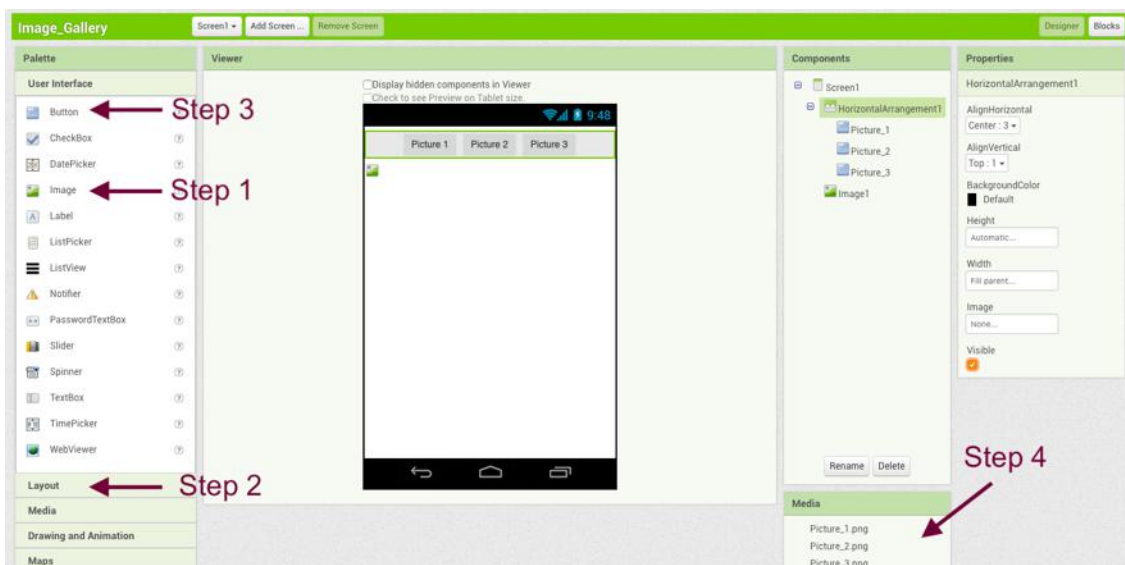 Image_Gallery
Screen1
Add Screen ...
Remove Screen
Designer
Blocks
Palette
User Interface
Button
CheckBox
DatePicker
Image
Label
ListPicker
ListView
Notifier
PasswordTextBox
Slider
Spinner
TextBox
TimePicker
WebViewer
Layout
Media
Drawing and Animation
Maps
Step 3
Step 1
Step 2
Viewer
Display hidden components in Viewer
Check to see Preview on Tablet size.
9:48
Picture 1
Picture 2
Picture 3
Components
Screen1
HorizontalArrangement1
Picture_1
Picture_2
Picture_3
Image1
Rename
Delete
Step 4
Media
Picture_1.png
Picture_2.png
Picture_3.png
Properties
HorizontalArrangement1
AlignHorizontal
Center : 3
AlignVertical
Top : 1
BackgroundColor
Default
Height
Automatic...
Width
Fill parent...
Image
None...
Visible